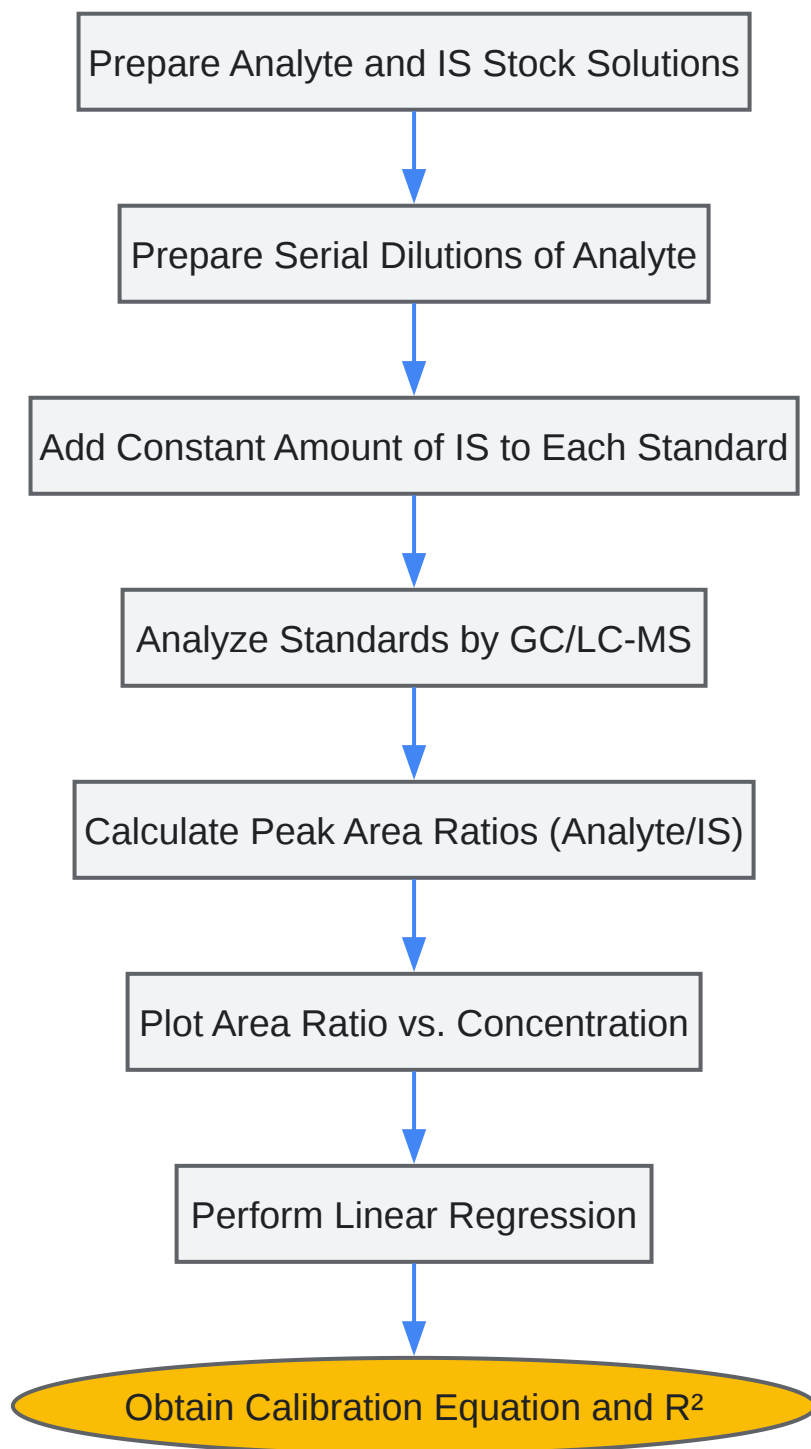 Prepare Analyte and IS Stock Solutions
Prepare Serial Dilutions of Analyte
Add Constant Amount of IS to Each Standard
Analyze Standards by GC/LC-MS
Calculate Peak Area Ratios (Analyte/IS)
Plot Area Ratio vs. Concentration
Perform Linear Regression
Obtain Calibration Equation and R²